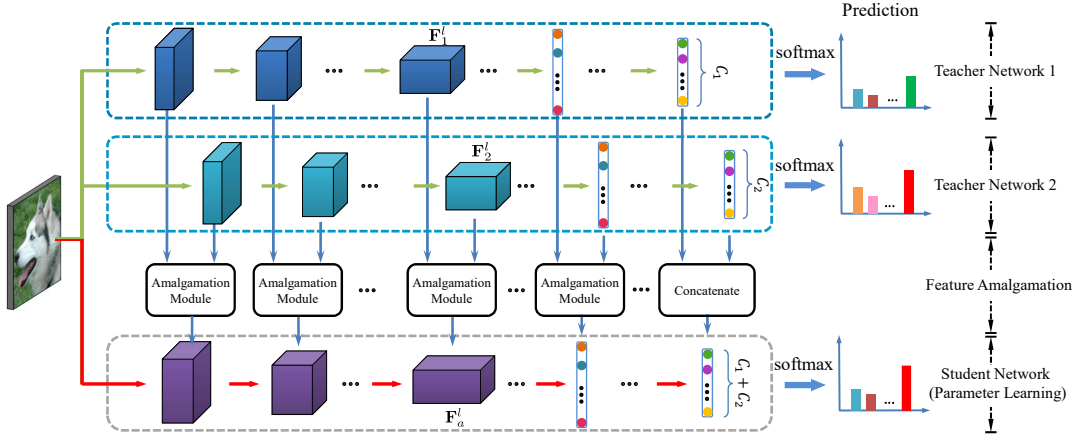 Prediction
F_1^l
C_1
softmax
Teacher Network 1
F_2^l
C_2
softmax
Teacher Network 2
Amalgamation
Module
Amalgamation
Module
Amalgamation
Module
Amalgamation
Module
Concatenate
Feature Amalgamation
F_a^l
C_1 + C_2
softmax
Student Network
(Parameter Learning)